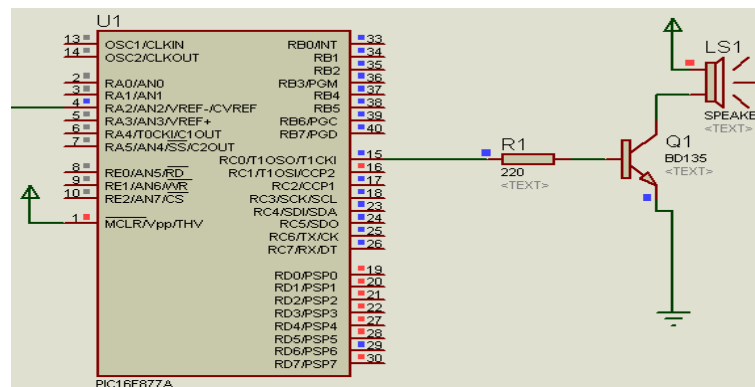 U1
13 OSC1/CLKIN
14 OSC2/CLKOUT
2 RA0/AN0
3 RA1/AN1
4 RA2/AN2/VREF-/CVREF
5 RA3/AN3/VREF+
6 RA4/T0CKI/C1OUT
7 RA5/AN4/SS/C2OUT
8 RE0/AN5/RD
9 RE1/AN6/WR
10 RE2/AN7/CS
1 MCLR/Vpp/THV
RB0/INT 33
RB1 34
RB2 35
RB3/PGM 36
RB4 37
RB5 38
RB6/PGC 39
RB7/PGD 40
RC0/T1OSO/T1CKI 15
RC1/T1OSI/CCP2 16
RC2/CCP1 17
RC3/SCK/SCL 18
RC4/SDI/SDA 23
RC5/SDO 24
RC6/TX/CK 25
RC7/RX/DT 26
RD0/PSP0 19
RD1/PSP1 20
RD2/PSP2 21
RD3/PSP3 22
RD4/PSP4 27
RD5/PSP5 28
RD6/PSP6 29
RD7/PSP7 30
PIC16F877A
R1
220
<TEXT>
Q1
BD135
<TEXT>
LS1
SPEAKE
<TEXT>